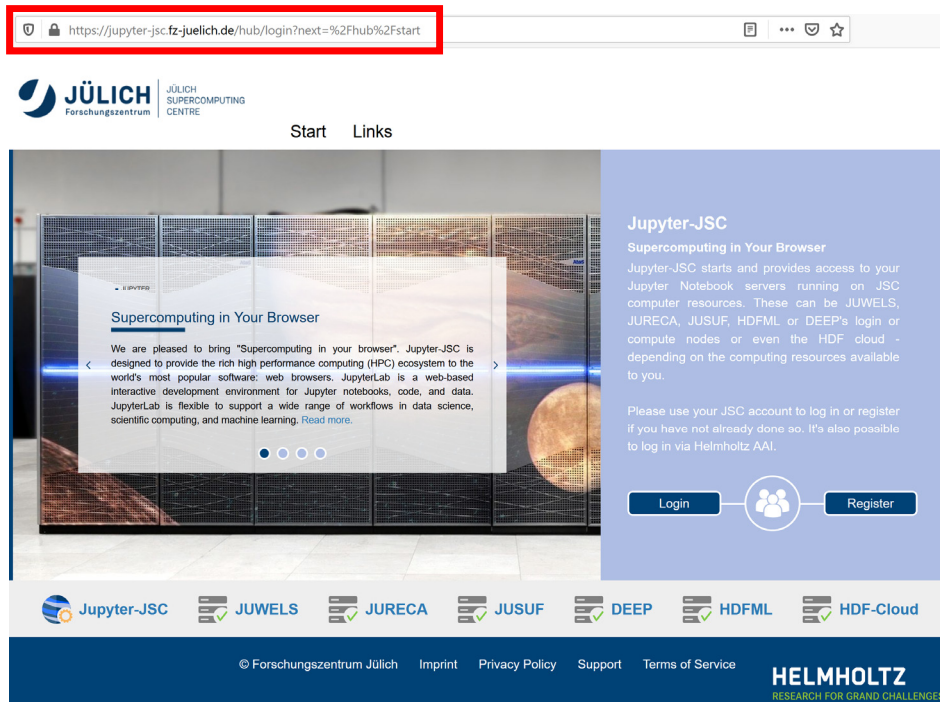 https://jupyter-jsc.fz-juelich.de/hub/login?next=%2Fhub%2Fstart
JÜLICH
Forschungszentrum
JÜLICH
SUPERCOMPUTING
CENTRE
Start Links
JUPYTER
Supercomputing in Your Browser
We are pleased to bring "Supercomputing in your browser". Jupyter-JSC is
designed to provide the rich high performance computing (HPC) ecosystem to the
world's most popular software: web browsers. JupyterLab is a web-based
interactive development environment for Jupyter notebooks, code, and data.
JupyterLab is flexible to support a wide range of workflows in data science,
scientific computing, and machine learning. Read more.
Jupyter-JSC
Supercomputing in Your Browser
Jupyter-JSC starts and provides access to your
Jupyter Notebook servers running on JSC
computer resources. These can be JUWELS,
JURECA, JUSUF, HDFML or DEEP's login or
compute nodes or even the HDF cloud -
depending on the computing resources available
to you.
Please use your JSC account to log in or register
if you have not already done so. It's also possible
to log in via Helmholtz AAI.
Login Register
Jupyter-JSC JUWELS JURECA JUSUF DEEP HDFML HDF-Cloud
© Forschungszentrum Jülich Imprint Privacy Policy Support Terms of Service
HELMHOLTZ
RESEARCH FOR GRAND CHALLENGES